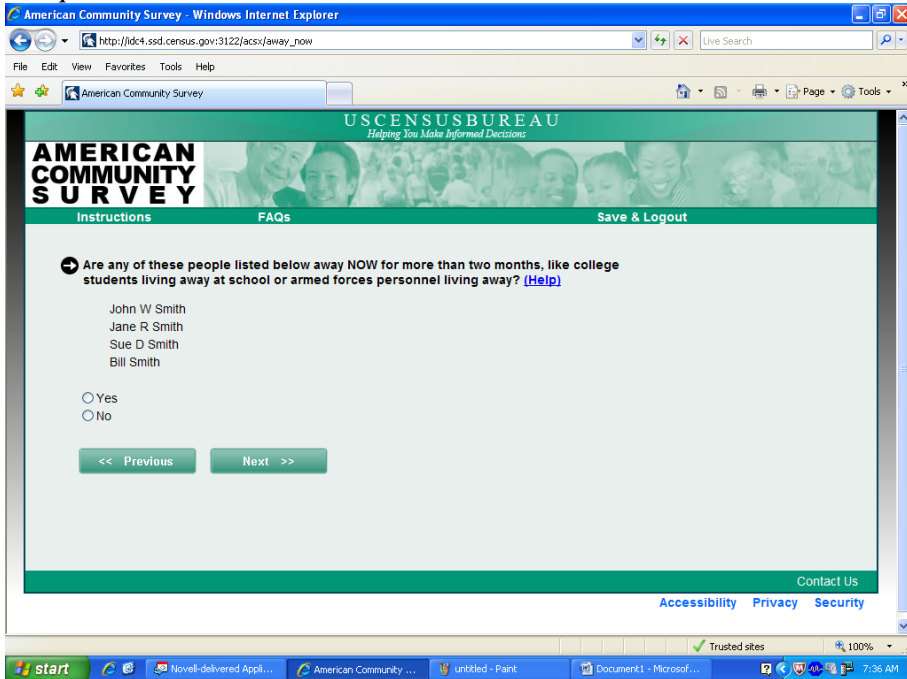 American Community Survey - Windows Internet Explorer
http://idc4.ssd.census.gov:3122/acsx/away_now
Live Search
File Edit View Favorites Tools Help
American Community Survey
Page Tools
USCENSUSBUREAU
Helping You Make Informed Decisions
AMERICAN
COMMUNITY
SURVEY
Instructions FAQs Save & Logout
Are any of these people listed below away NOW for more than two months, like college
students living away at school or armed forces personnel living away? (Help)
John W Smith
Jane R Smith
Sue D Smith
Bill Smith
Yes
No
<< Previous Next >>
Contact Us
Accessibility Privacy Security
Trusted sites 100%
start Novell-delivered Appli... American Community ... untitled - Paint Document1 - Microsof... 7:36 AM